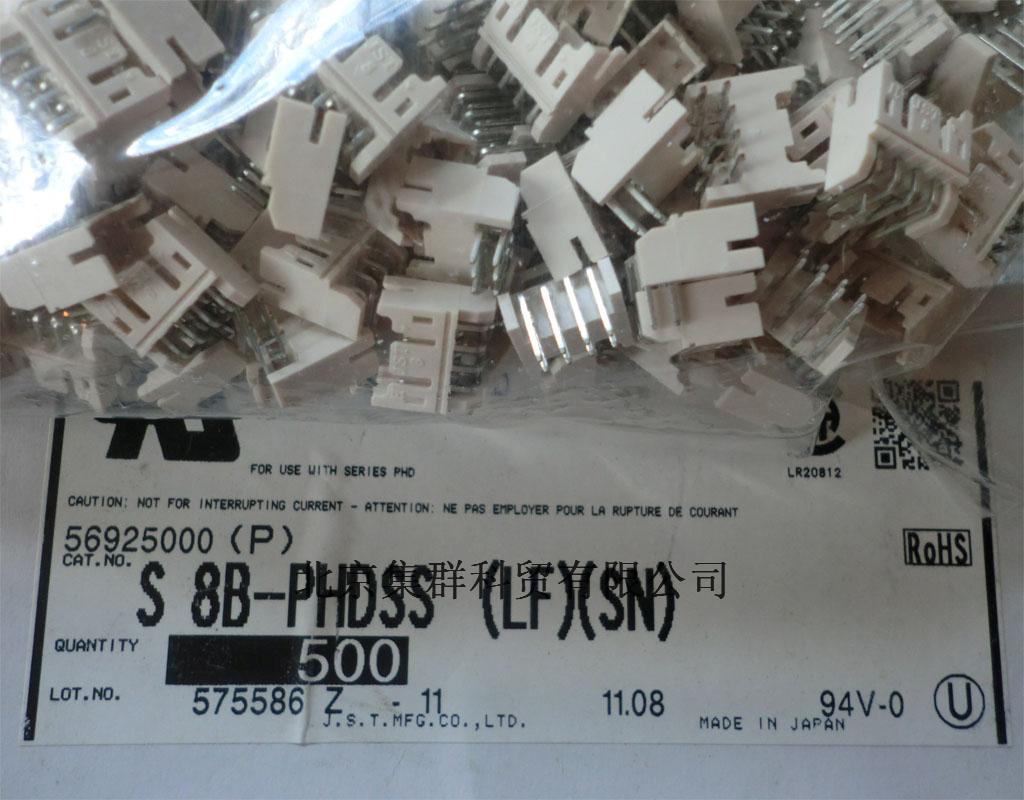 FOR USE WITH SERIES PHD
LR20812
CAUTION: NOT FOR INTERRUPTING CURRENT - ATTENTION: NE PAS EMPLOYER POUR LA RUPTURE DE COURANT
56925000 (P)
RoHS
CAT.NO.
S 8B-PHDSS (LF)(SN)
北京集群科贸有限公司
QUANTITY
500
LOT.NO.
575586 Z - 11 11.08 94V-0 U
J.S.T.MFG.CO.,LTD. MADE IN JAPAN